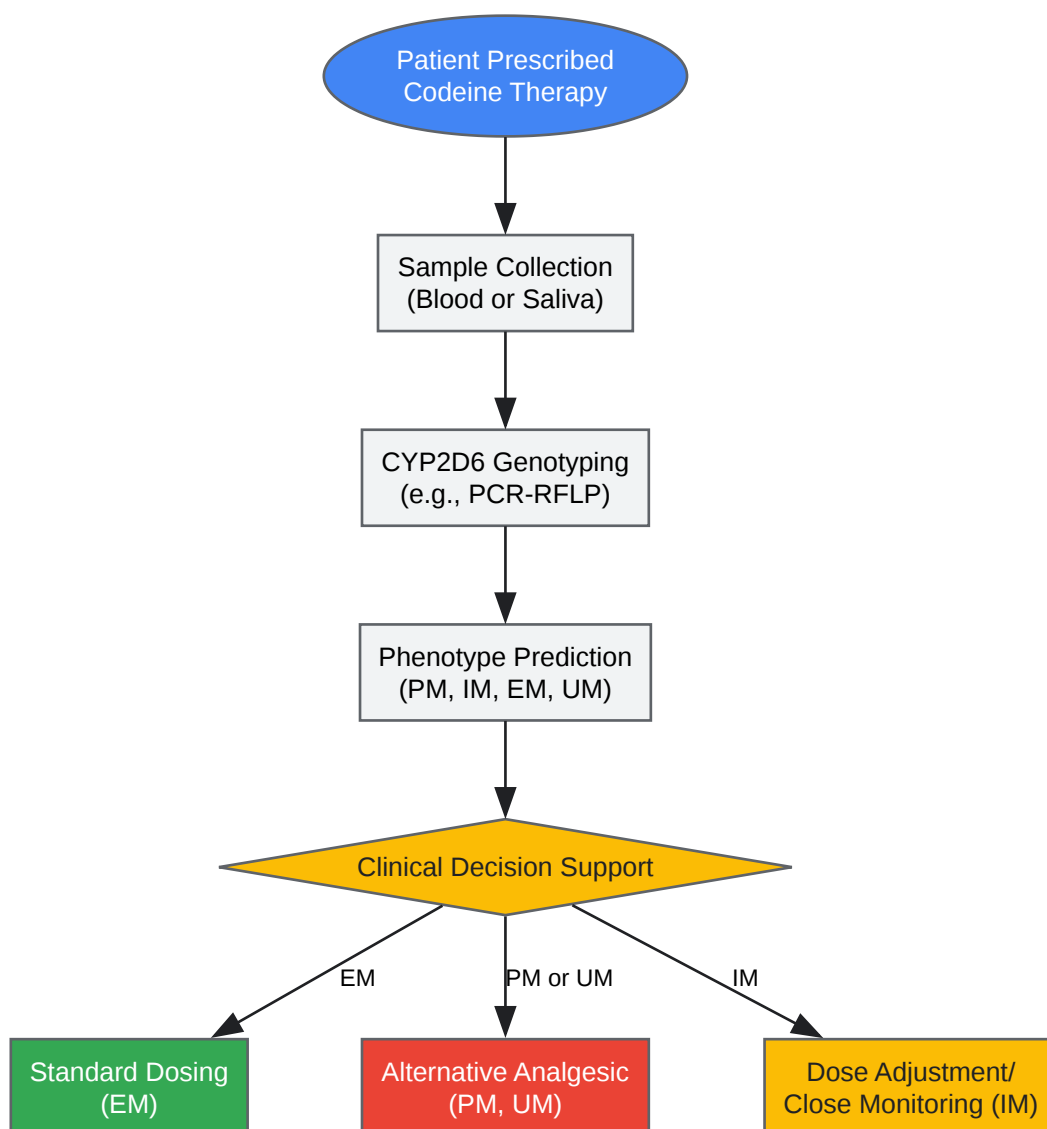 Patient Prescribed
Codeine Therapy
Sample Collection
(Blood or Saliva)
CYP2D6 Genotyping
(e.g., PCR-RFLP)
Phenotype Prediction
(PM, IM, EM, UM)
Clinical Decision Support
EM
PM or UM
IM
Standard Dosing
(EM)
Alternative Analgesic
(PM, UM)
Dose Adjustment/
Close Monitoring (IM)